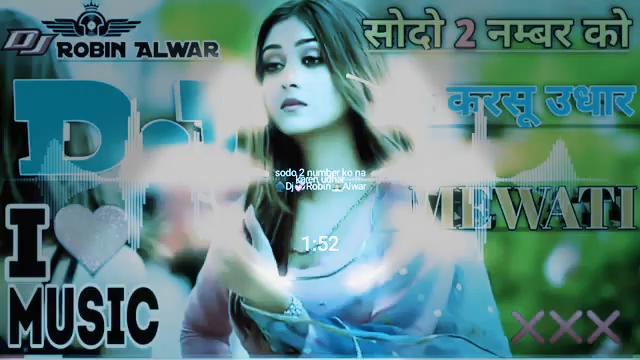 DJ ROBIN ALWAR
सोदो 2 नम्बर को
करसू उधार
sodo 2 number ko na
karen udhar
Dj💞Robin Alwar
MEWATI
1:52
I
MUSIC
XXX